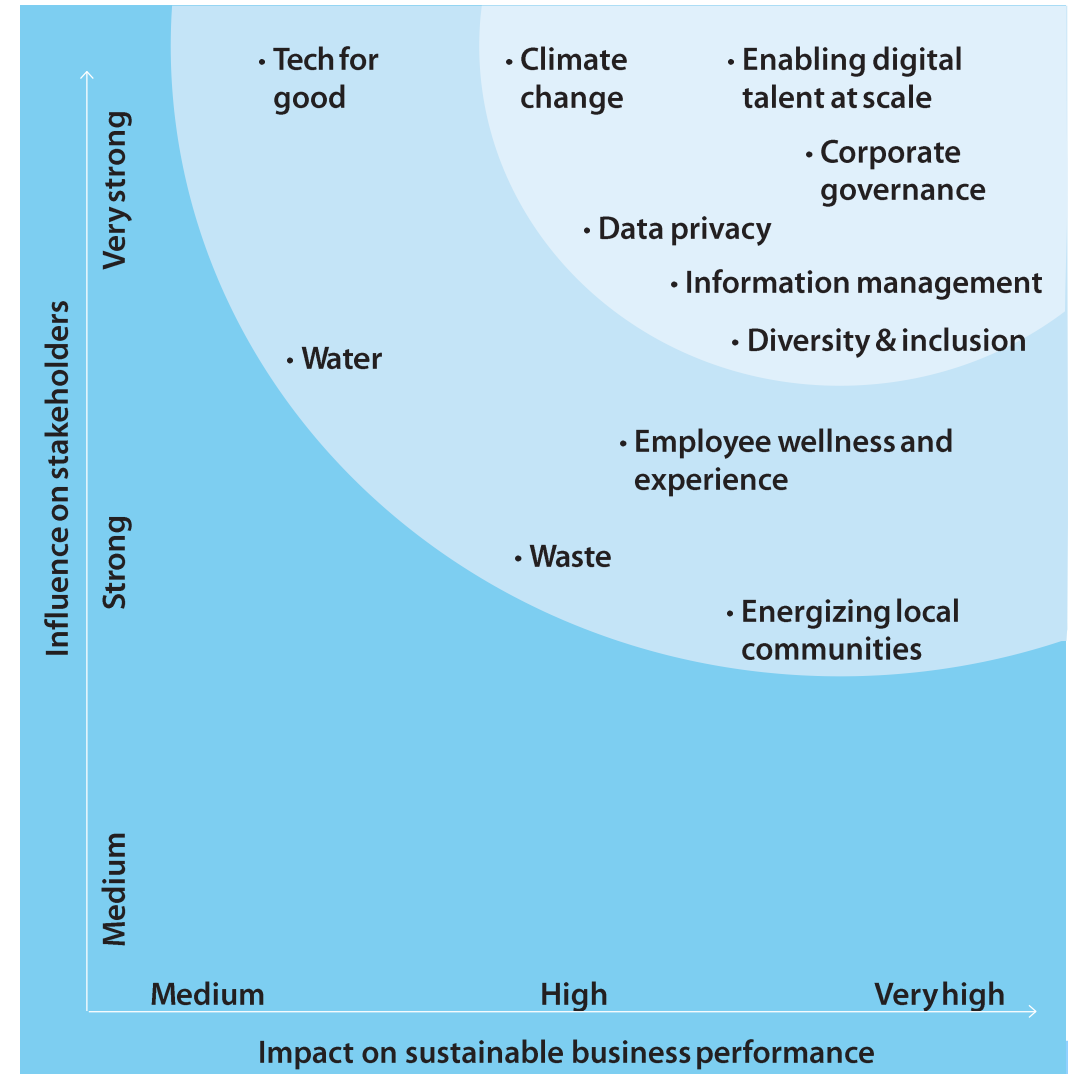 • Tech for
good
• Climate
change
• Enabling digital
talent at scale
• Corporate
governance
• Data privacy
• Information management
• Diversity & inclusion
• Water
• Employee wellness and
experience
• Waste
• Energizing local
communities
Influence on stakeholders
Very strong
Strong
Medium
Medium
High
Very high
Impact on sustainable business performance